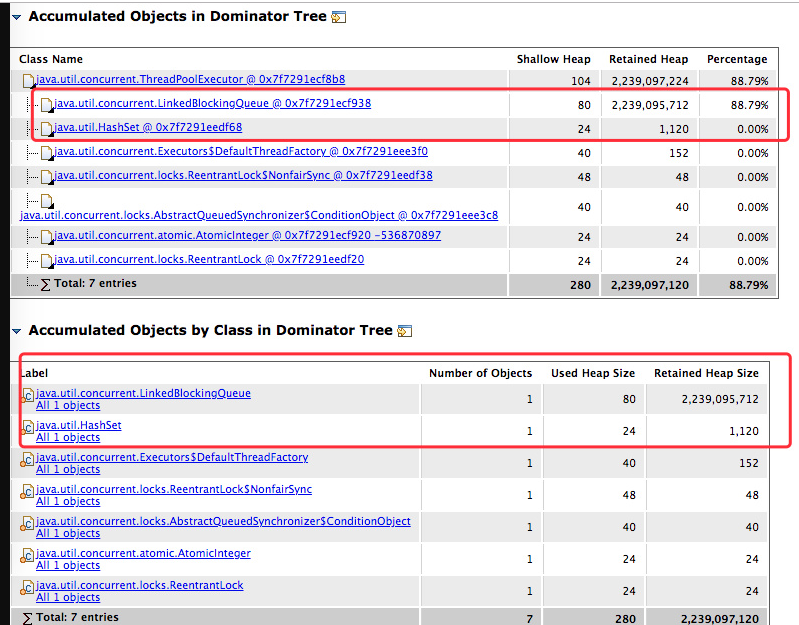 Accumulated Objects in Dominator Tree
Class Name Shallow Heap Retained Heap Percentage
java.util.concurrent.ThreadPoolExecutor @ 0x7f7291ecf8b8 104 2,239,097,224 88.79%
java.util.concurrent.LinkedBlockingQueue @ 0x7f7291ecf938 80 2,239,095,712 88.79%
java.util.HashSet @ 0x7f7291eedf68 24 1,120 0.00%
java.util.concurrent.Executors$DefaultThreadFactory @ 0x7f7291eee3f0 40 152 0.00%
java.util.concurrent.locks.ReentrantLock$NonfairSync @ 0x7f7291eedf38 48 48 0.00%
java.util.concurrent.locks.AbstractQueuedSynchronizer$ConditionObject @ 0x7f7291eee3c8 40 40 0.00%
java.util.concurrent.atomic.AtomicInteger @ 0x7f7291ecf920 -536870897 24 24 0.00%
java.util.concurrent.locks.ReentrantLock @ 0x7f7291eedf20 24 24 0.00%
Total: 7 entries 280 2,239,097,120 88.79%
Accumulated Objects by Class in Dominator Tree
Label Number of Objects Used Heap Size Retained Heap Size
java.util.concurrent.LinkedBlockingQueue 1 80 2,239,095,712
All 1 objects
java.util.HashSet 1 24 1,120
All 1 objects
java.util.concurrent.Executors$DefaultThreadFactory 1 40 152
All 1 objects
java.util.concurrent.locks.ReentrantLock$NonfairSync 1 48 48
All 1 objects
java.util.concurrent.locks.AbstractQueuedSynchronizer$ConditionObject 1 40 40
All 1 objects
java.util.concurrent.atomic.AtomicInteger 1 24 24
All 1 objects
java.util.concurrent.locks.ReentrantLock 1 24 24
All 1 objects
Total: 7 entries 7 280 2,239,097,120